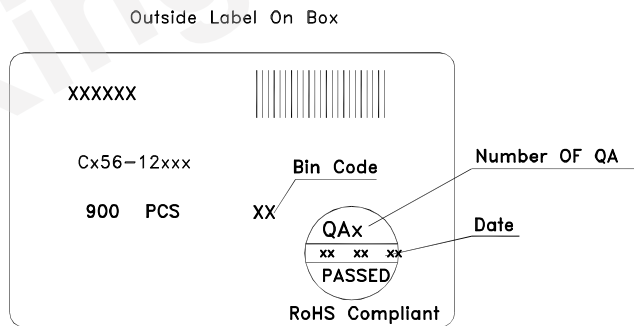 Outside Label On Box
XXXXXX
Cx56-12xxx
Bin Code
Number OF QA
900 PCS
XX
QAx
Date
xx xx xx
PASSED
RoHS Compliant